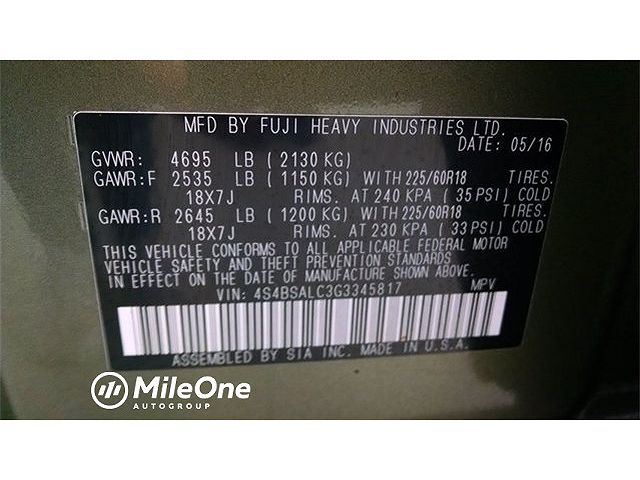 MFD BY FUJI HEAVY INDUSTRIES LTD.
DATE: 05/16
GVWR: 4695 LB (2130 KG)
GAWR:F 2535 LB (1150 KG) WITH 225/60R18 TIRES.
18X7J RIMS. AT 240 KPA (35 PSI) COLD
GAWR:R 2645 LB (1200 KG) WITH 225/60R18 TIRES.
18X7J RIMS. AT 230 KPA (33 PSI) COLD
THIS VEHICLE CONFORMS TO ALL APPLICABLE FEDERAL MOTOR
VEHICLE SAFETY AND THEFT PREVENTION STANDARDS
IN EFFECT ON THE DATE OF MANUFACTURE SHOWN ABOVE.
VIN: 4S4BSALC3G3345817 MPV
ASSEMBLED BY SIA INC. MADE IN U.S.A.
MileOne
AUTOGROUP